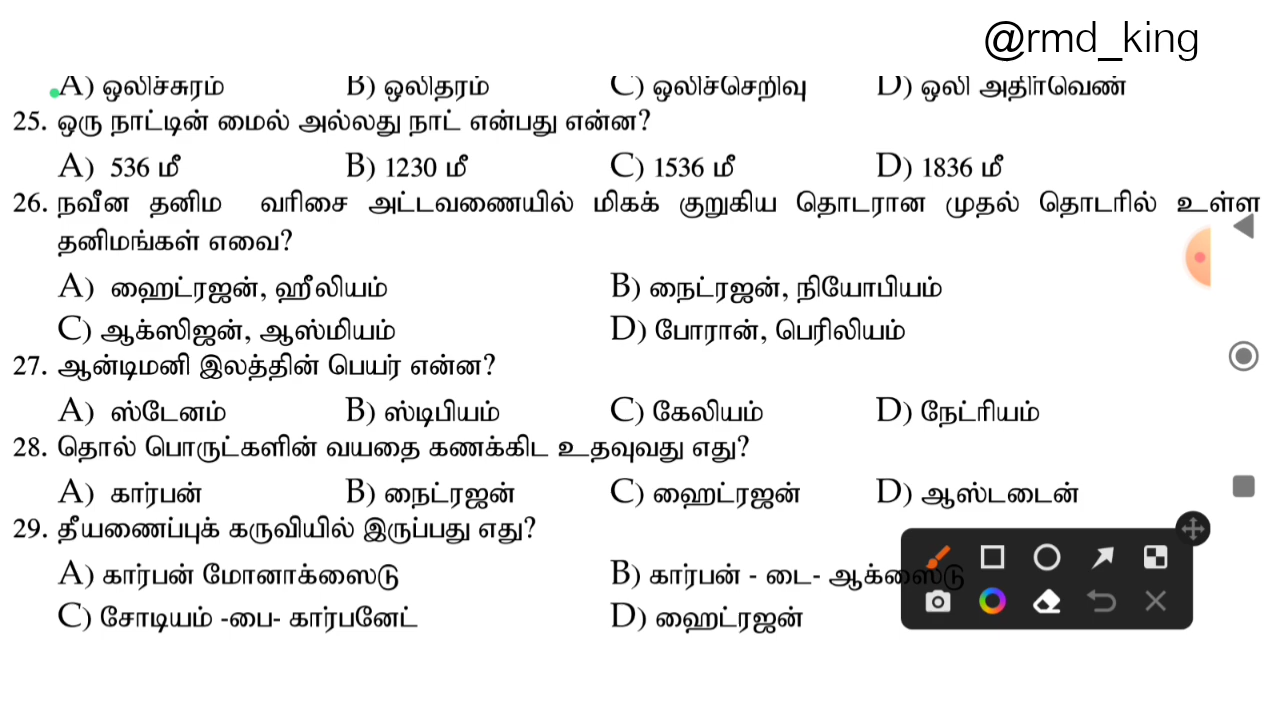 @rmd_king
A) ஒலிச்சுரம் B) ஒலிதரம் C) ஒலிச்செறிவு D) ஒலி அதிர்வெண்
25. ஒரு நாட்டின் மைல் அல்லது நாட் என்பது என்ன?
A) 536 மீ B) 1230 மீ C) 1536 மீ D) 1836 மீ
26. நவீன தனிம வரிசை அட்டவணையில் மிகக் குறுகிய தொடரான முதல் தொடரில் உள்ள
தனிமங்கள் எவை?
A) ஹைட்ரஜன், ஹீலியம் B) நைட்ரஜன், நியோபியம்
C) ஆக்ஸிஜன், ஆஸ்மியம் D) போரான், பெரிலியம்
27. ஆன்டிமனி இலத்தின் பெயர் என்ன?
A) ஸ்டேனம் B) ஸ்டிபியம் C) கேலியம் D) நேட்ரியம்
28. தொல் பொருட்களின் வயதை கணக்கிட உதவுவது எது?
A) கார்பன் B) நைட்ரஜன் C) ஹைட்ரஜன் D) ஆஸ்டடைன்
29. தீயணைப்புக் கருவியில் இருப்பது எது?
A) கார்பன் மோனாக்ஸைடு B) கார்பன் - டை- ஆக்ஸைடு
C) சோடியம் -பை- கார்பனேட் D) ஹைட்ரஜன்